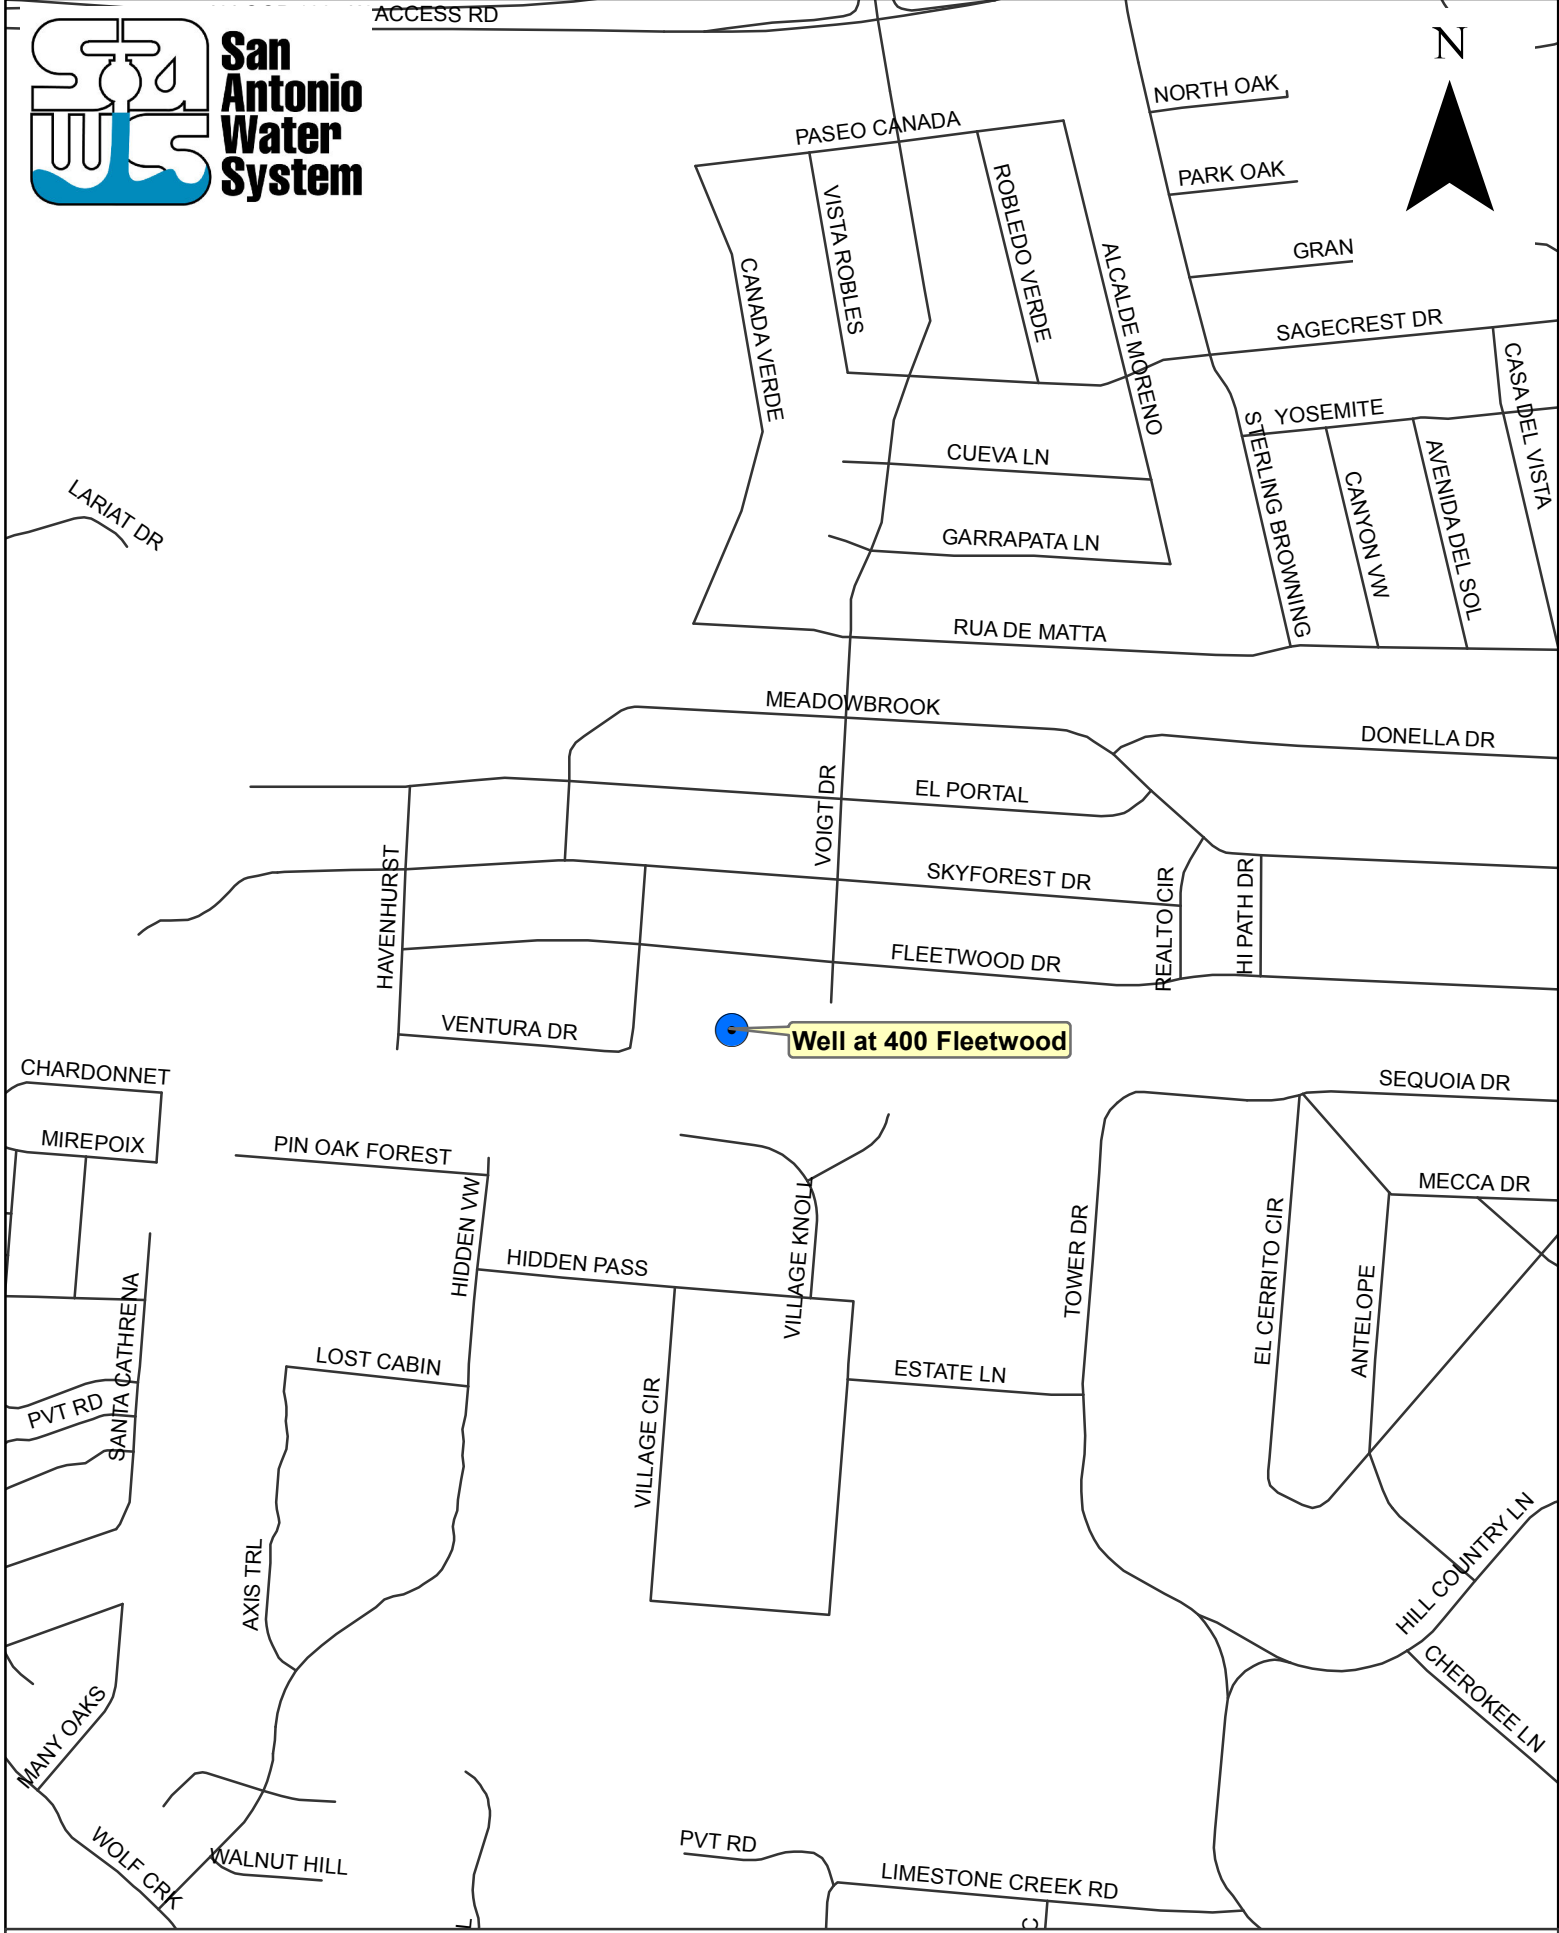 ACCESS RD
San
Antonio
Water
System
N
NORTH OAK
PASEO CANADA
PARK OAK
VISTA ROBLES
ROBLEDO VERDE
GRAN
CANADA VERDE
ALCALDE MORENO
SAGECREST DR
CASA DEL VISTA
YOSEMITE
STERLING BROWNING
CUEVA LN
CANYON VW
AVENIDA DEL SOL
LARIAT DR
GARRAPATA LN
RUA DE MATTA
MEADOWBROOK
DONELLA DR
VOIGT DR
EL PORTAL
HAVENHURST
SKYFOREST DR
REALTO CIR
HI PATH DR
FLEETWOOD DR
VENTURA DR
Well at 400 Fleetwood
CHARDONNET
SEQUOIA DR
MIREPOIX
PIN OAK FOREST
MECCA DR
HIDDEN VW
VILLAGE KNOLL
TOWER DR
EL CERRITO CIR
HIDDEN PASS
ANTELOPE
SANTA CATHRENA
LOST CABIN
ESTATE LN
PVT RD
VILLAGE CIR
AXIS TRL
HILL COUNTRY LN
CHEROKEE LN
MANY OAKS
WOLF CRK
WALNUT HILL
PVT RD
LIMESTONE CREEK RD
L
C